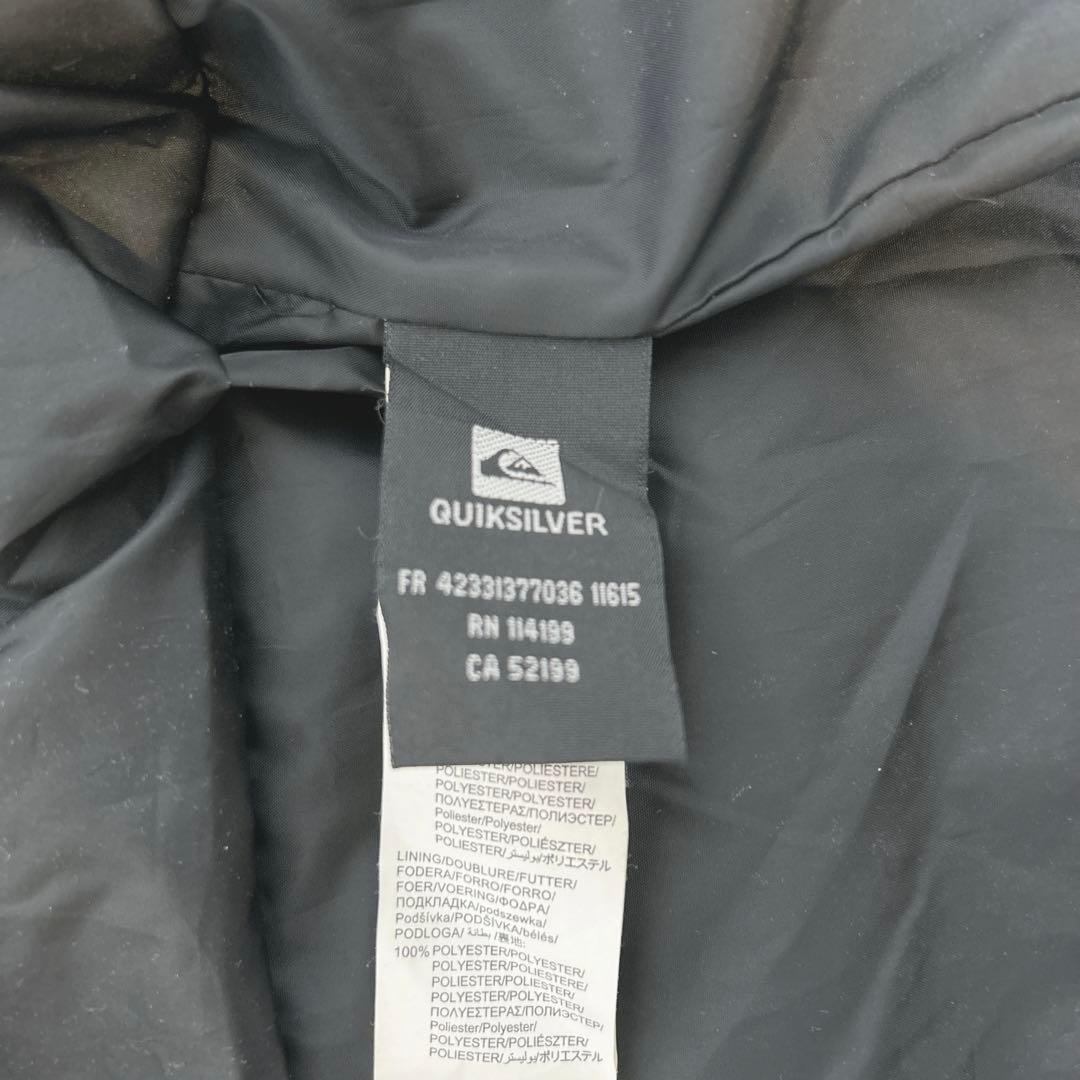 QUIKSILVER
FR 42331377036 11615
RN 114199
CA 52199
POLIESTERE/
POLIESTER/POLIESTER/
POLYESTER/POLYESTER/
ΠΟΛΥΕΣΤΕΡΑΣ/ПОЛИЭСТЕР/
Poliester/Polyester/
POLYESTER/POLIÉSZTER/
POLIESTER/بوليستر/ポリエステル
LINING/DOUBLURE/FUTTER/
FODERA/FORRO/FORRO/
FOER/VOERING/ΦΟΔΡΑ/
ПОДКЛАДКА/podszewka/
Podšívka/PODŠÍVKA/bélés/
PODLOGA/بطانة/裏地:
100% POLYESTER/POLYESTER/
POLYESTER/POLIESTERE/
POLIESTER/POLIESTER/
POLYESTER/POLYESTER/
ΠΟΛΥΕΣΤΕΡΑΣ/ПОЛИЭСТЕР/
Poliester/Polyester/
POLYESTER/POLIÉSZTER/
POLIESTER/بوليستر/ポリエステル